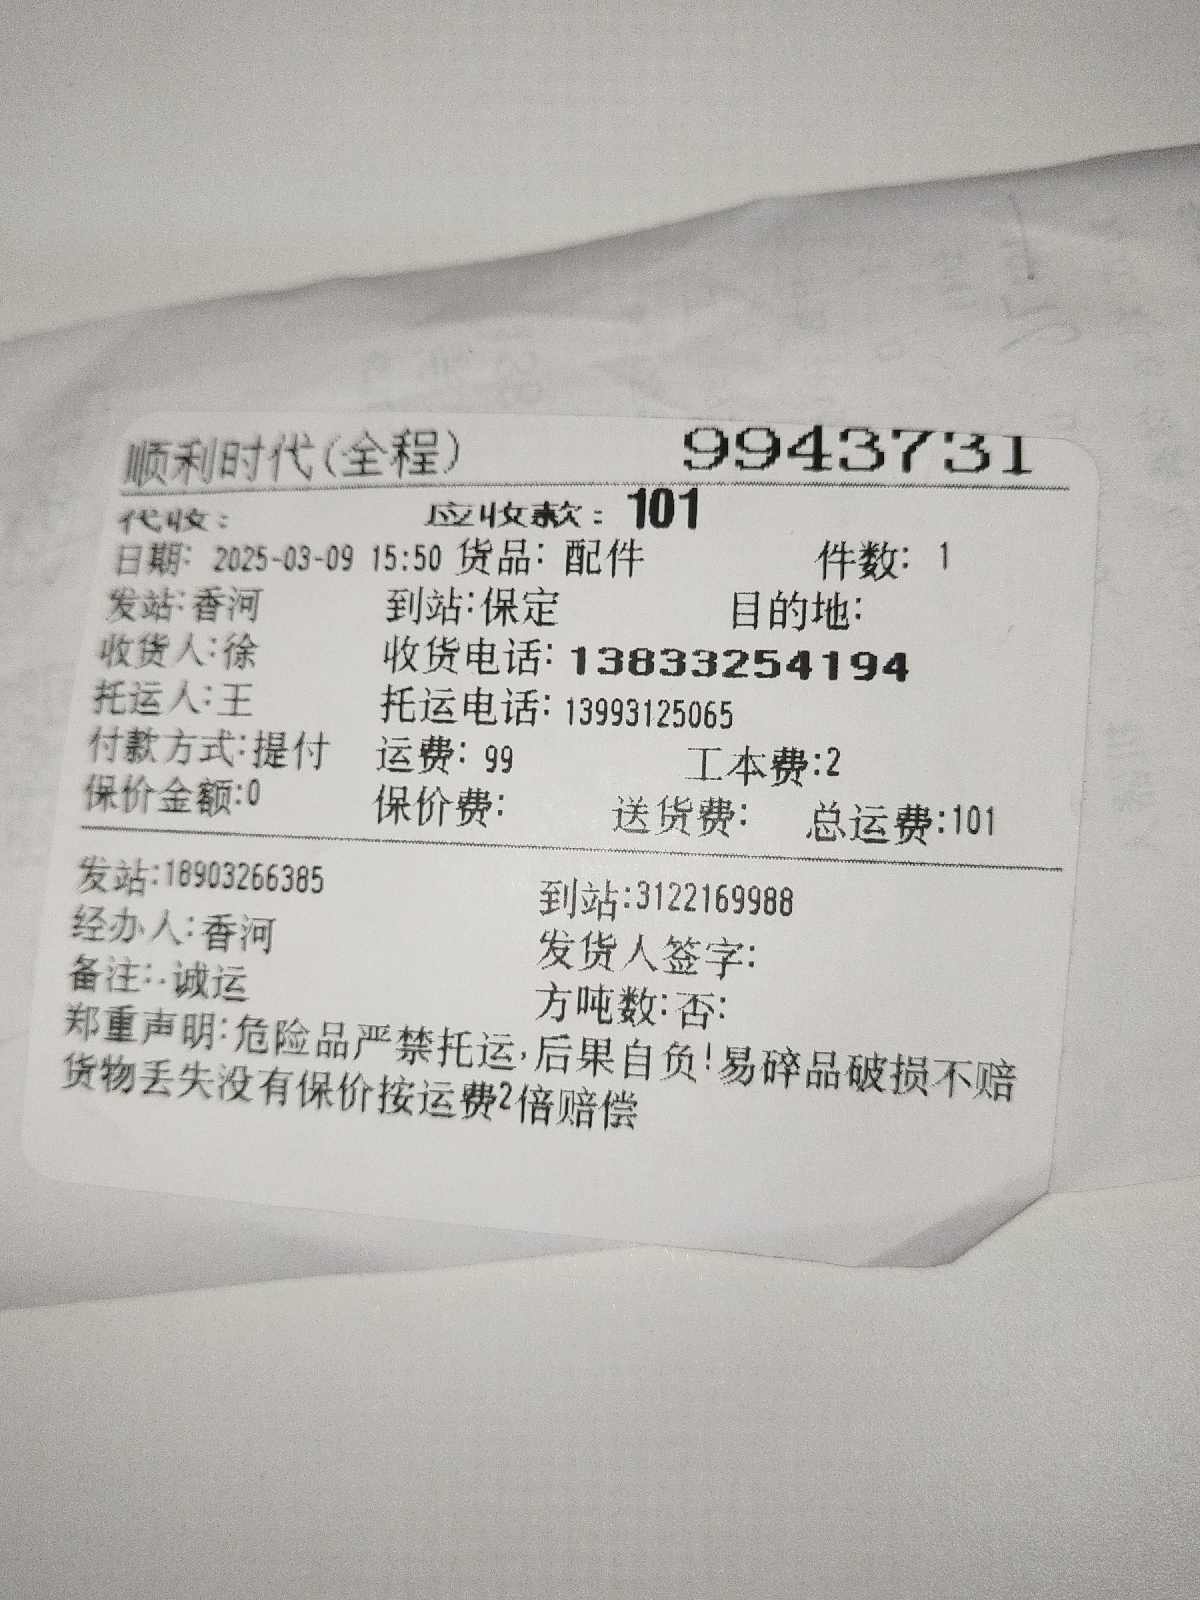 顺利时代(全程) 9943731
代收: 应收款: 101
日期: 2025-03-09 15:50 货品: 配件 件数: 1
发站:香河 到站:保定 目的地:
收货人:徐 收货电话: 13833254194
托运人:王 托运电话: 13993125065
付款方式:提付 运费: 99 工本费:2
保价金额:0 保价费: 送货费: 总运费:101
发站:18903266385 到站:3122169988
经办人:香河 发货人签字:
备注:.诚运 方吨数:否:
郑重声明:危险品严禁托运,后果自负!易碎品破损不赔
货物丢失没有保价按运费2倍赔偿